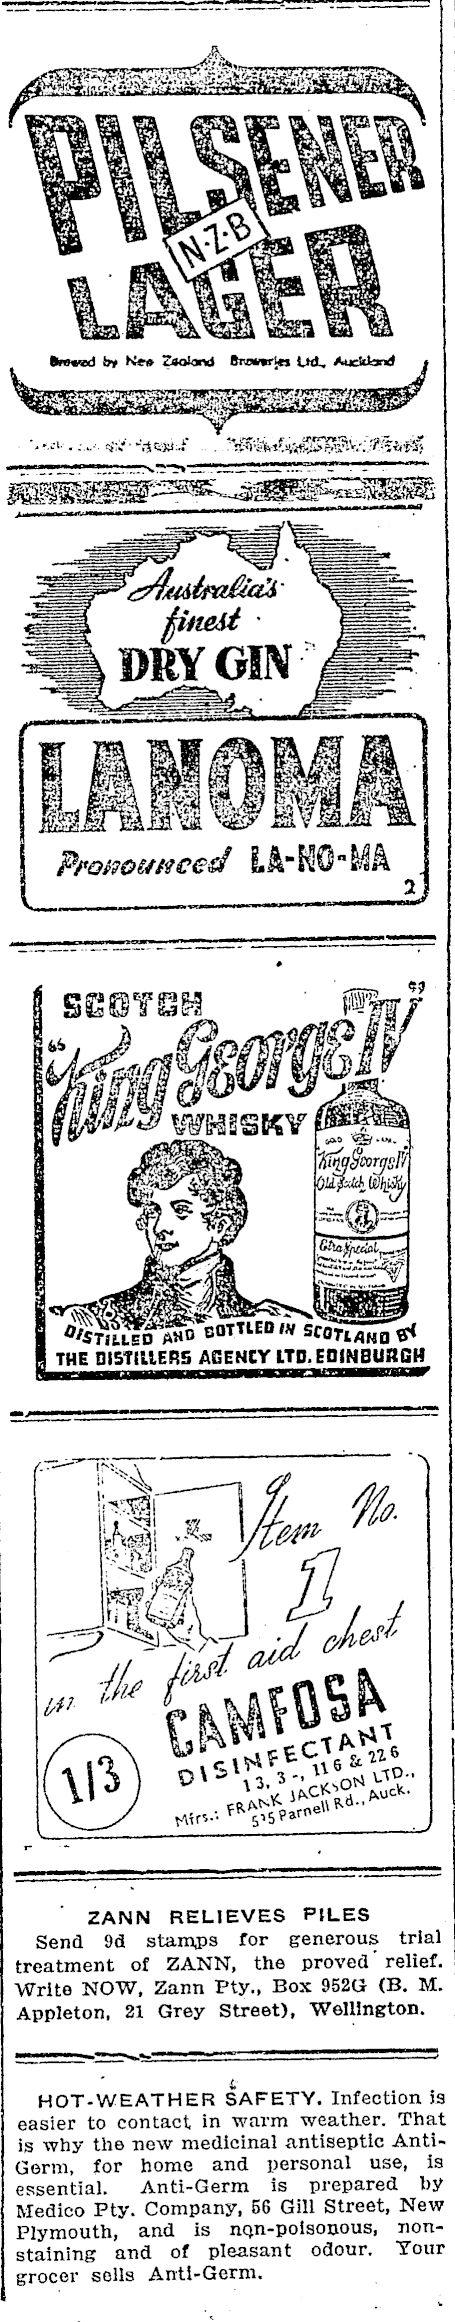 PILSENER
N·Z·B
LAGER
Brewed by New Zealand Breweries Ltd., Auckland
Australia's
finest
DRY GIN
LANOMA
Pronounced LA-NO-MA
2
SCOTCH
"King George IV"
WHISKY
King George IV
Old Scotch Whisky
Extra Special
DISTILLED AND BOTTLED IN SCOTLAND BY
THE DISTILLERS AGENCY LTD. EDINBURGH
Item No.
1
in the first aid chest
CAMFOSA
DISINFECTANT
1/3
13, 3-, 116 & 226
Mfrs.: FRANK JACKSON LTD.,
535 Parnell Rd., Auck.
ZANN RELIEVES PILES
Send 9d stamps for generous trial
treatment of ZANN, the proved relief.
Write NOW, Zann Pty., Box 952G (B. M.
Appleton, 21 Grey Street), Wellington.
HOT-WEATHER SAFETY. Infection is
easier to contact in warm weather. That
is why the new medicinal antiseptic Anti-
Germ, for home and personal use, is
essential. Anti-Germ is prepared by
Medico Pty. Company, 56 Gill Street, New
Plymouth, and is non-poisonous, non-
staining and of pleasant odour. Your
grocer sells Anti-Germ.